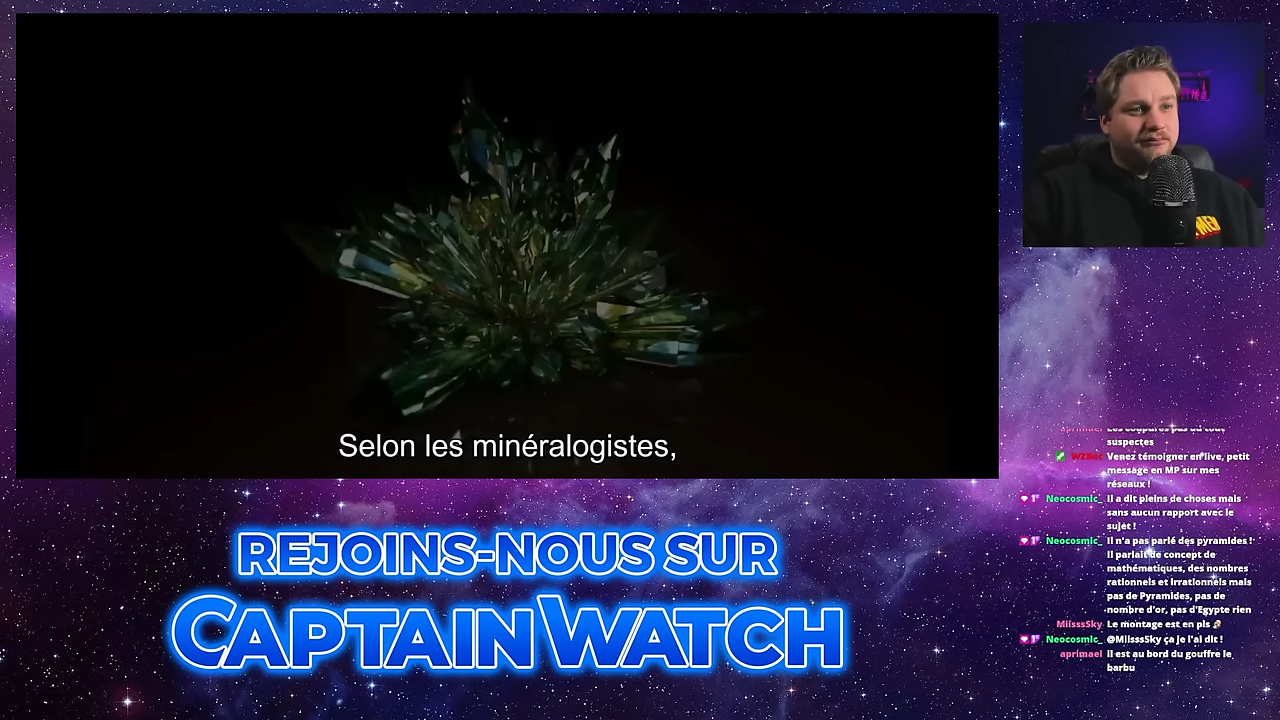 Selon les minéralogistes,
REJOINS-NOUS SUR
CAPTAINWATCH
suspectes
WZBec Venez témoigner en live, petit
message en MP sur mes
réseaux !
Neocosmic_ Il a dit pleins de choses mais
sans aucun rapport avec le
sujet !
Neocosmic_ Il n'a pas parlé des pyramides !
Il parlait de concept de
mathématiques, des nombres
rationnels et irrationnels mais
pas de Pyramides, pas de
nombre d'or, pas d'Egypte rien
MiisssSky Le montage est en pls
Neocosmic_ @MiisssSky ça je l'ai dit !
aprimael Il est au bord du gouffre le
barbu